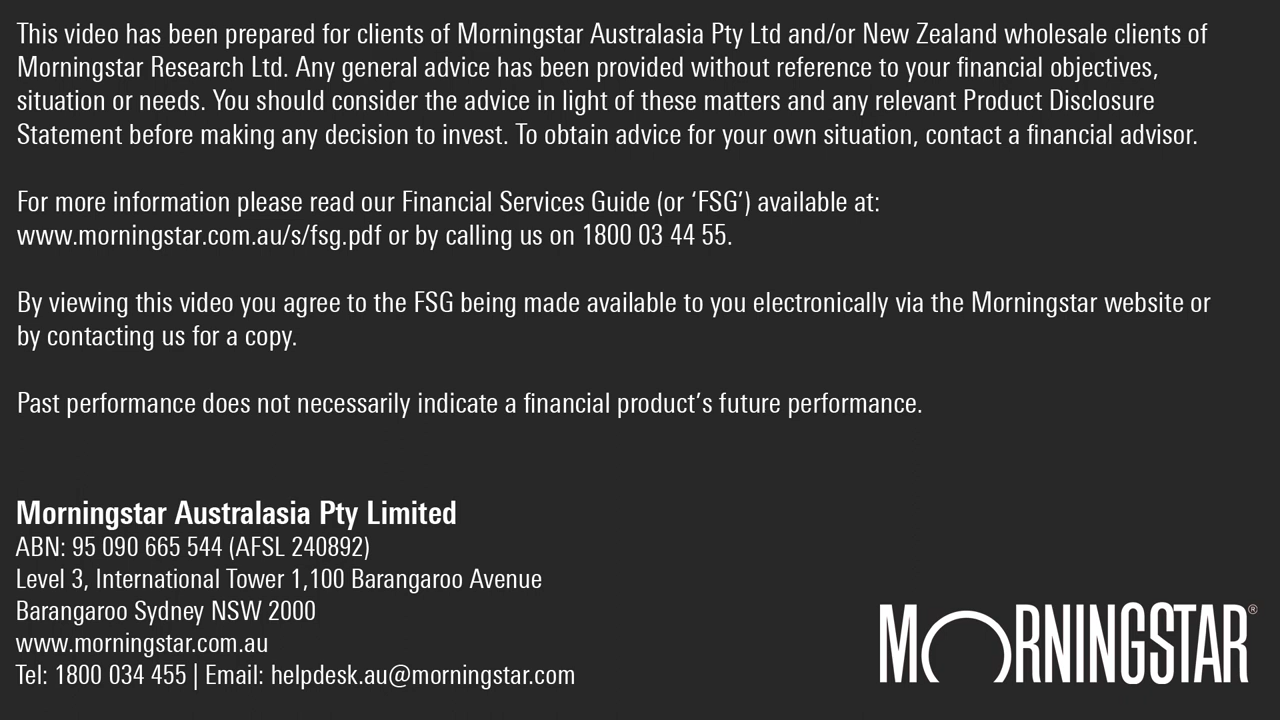 This video has been prepared for clients of Morningstar Australasia Pty Ltd and/or New Zealand wholesale clients of
Morningstar Research Ltd. Any general advice has been provided without reference to your financial objectives,
situation or needs. You should consider the advice in light of these matters and any relevant Product Disclosure
Statement before making any decision to invest. To obtain advice for your own situation, contact a financial advisor.
For more information please read our Financial Services Guide (or ‘FSG’) available at:
www.morningstar.com.au/s/fsg.pdf or by calling us on 1800 03 44 55.
By viewing this video you agree to the FSG being made available to you electronically via the Morningstar website or
by contacting us for a copy.
Past performance does not necessarily indicate a financial product’s future performance.
Morningstar Australasia Pty Limited
ABN: 95 090 665 544 (AFSL 240892)
Level 3, International Tower 1,100 Barangaroo Avenue
Barangaroo Sydney NSW 2000
www.morningstar.com.au
Tel: 1800 034 455 | Email: helpdesk.au@morningstar.com
MORNINGSTAR®